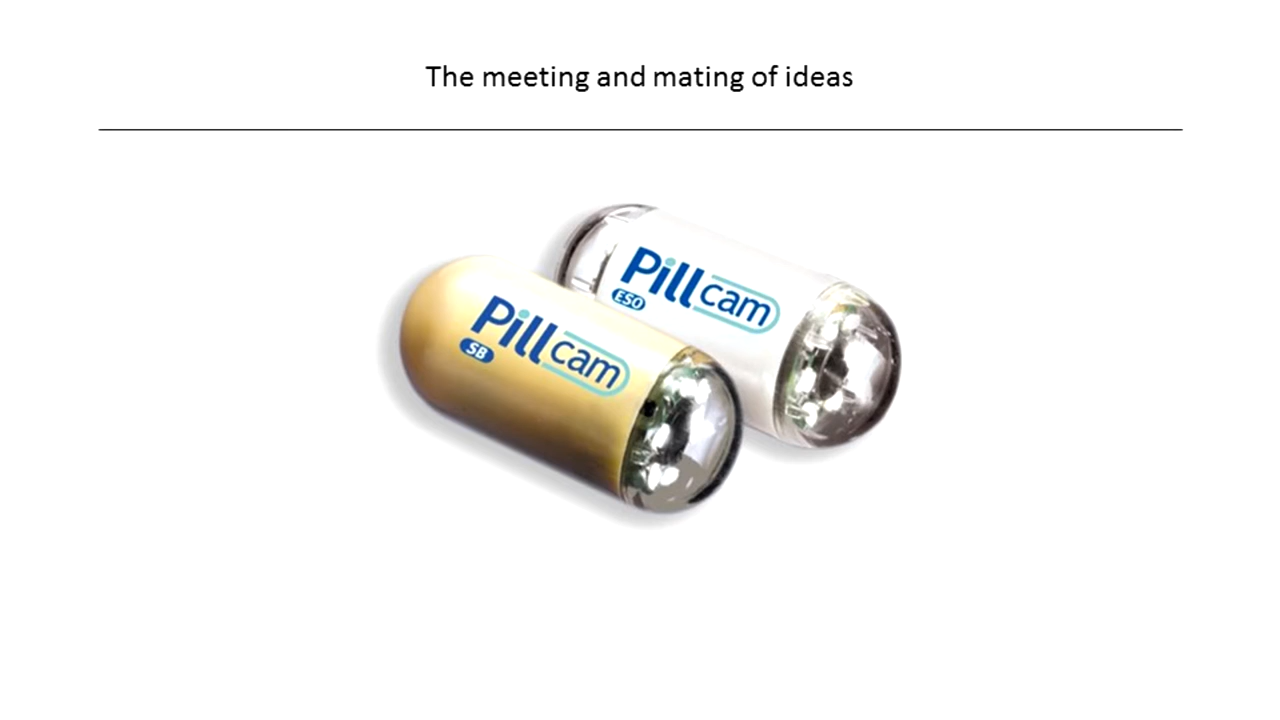 The meeting and mating of ideas
Pillcam
ESO
Pillcam
SB